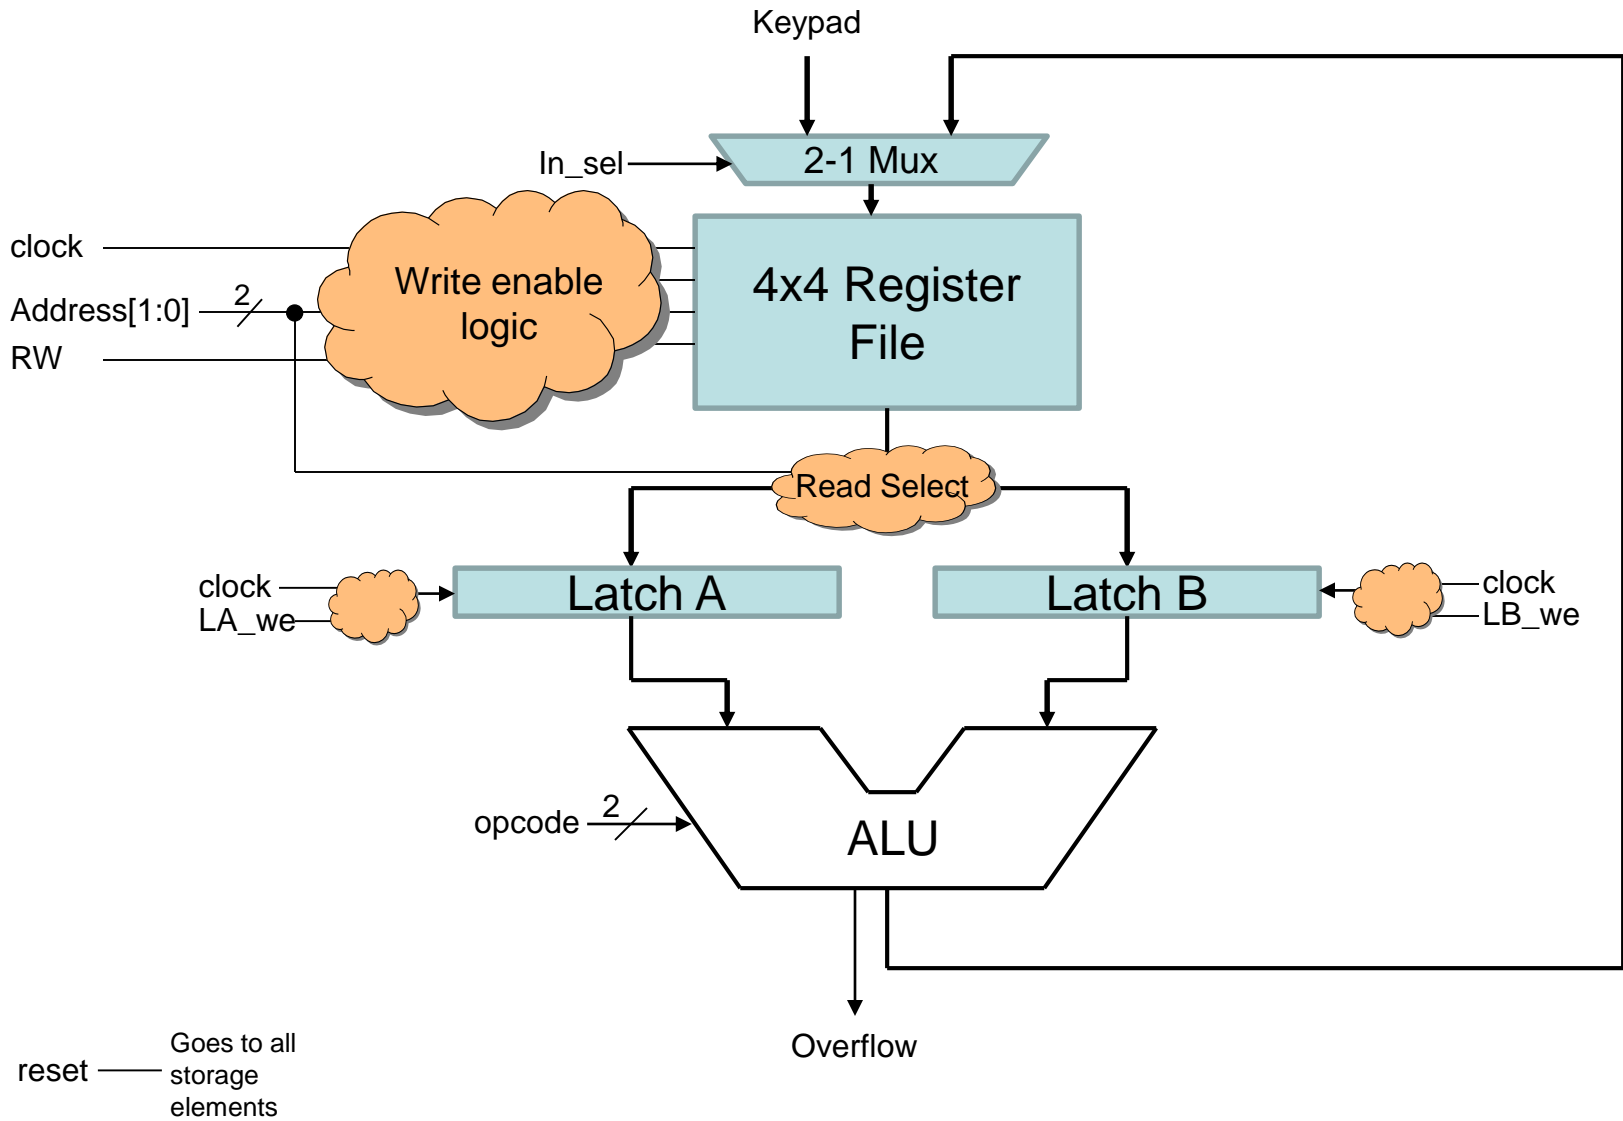 Keypad
In_sel
2-1 Mux
clock
Address[1:0]
2
RW
Write enable
logic
4x4 Register
File
Read Select
clock
LA_we
Latch A
Latch B
clock
LB_we
opcode
2
ALU
Overflow
reset
Goes to all
storage
elements